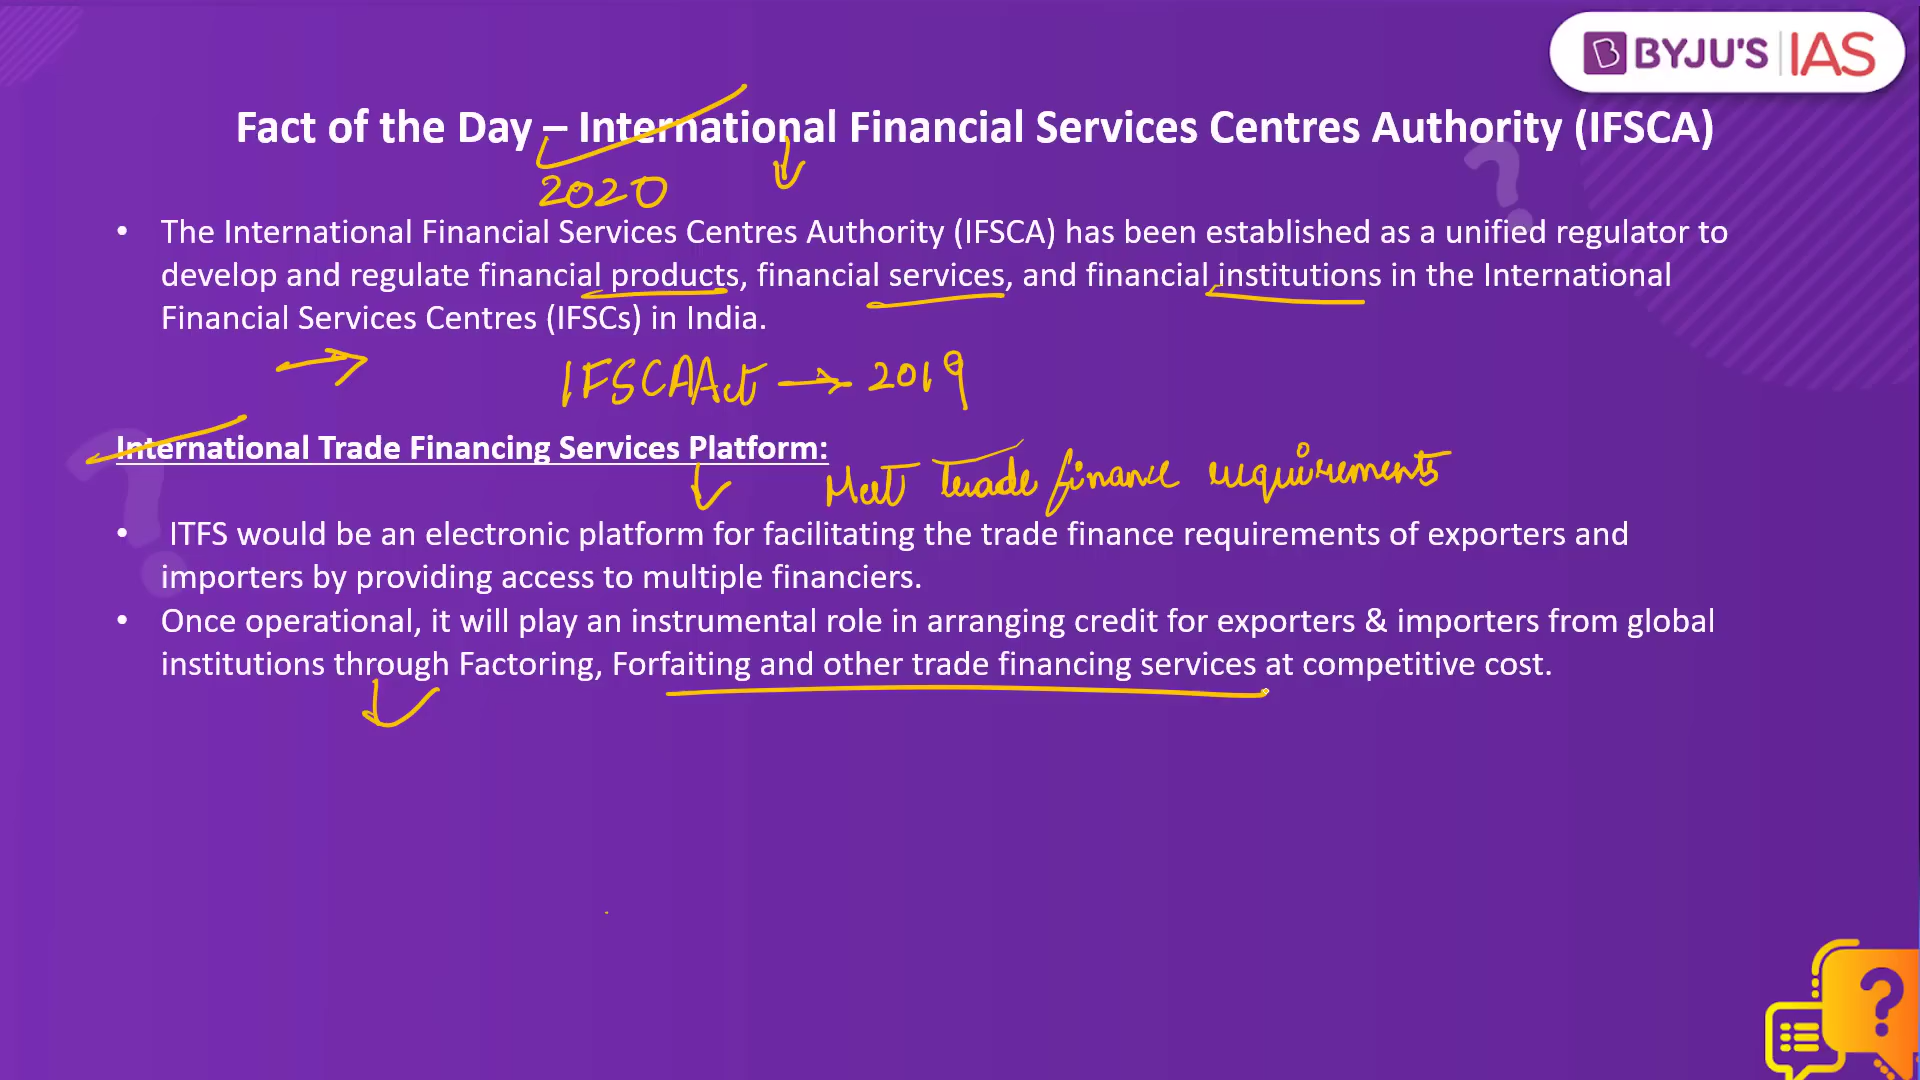 BYJU'S IAS
Fact of the Day – International Financial Services Centres Authority (IFSCA)
2020
• The International Financial Services Centres Authority (IFSCA) has been established as a unified regulator to
develop and regulate financial products, financial services, and financial institutions in the International
Financial Services Centres (IFSCs) in India.
IFSCAAct → 2019
International Trade Financing Services Platform:
Meet trade finance requirements
• ITFS would be an electronic platform for facilitating the trade finance requirements of exporters and
importers by providing access to multiple financiers.
• Once operational, it will play an instrumental role in arranging credit for exporters & importers from global
institutions through Factoring, Forfaiting and other trade financing services at competitive cost.